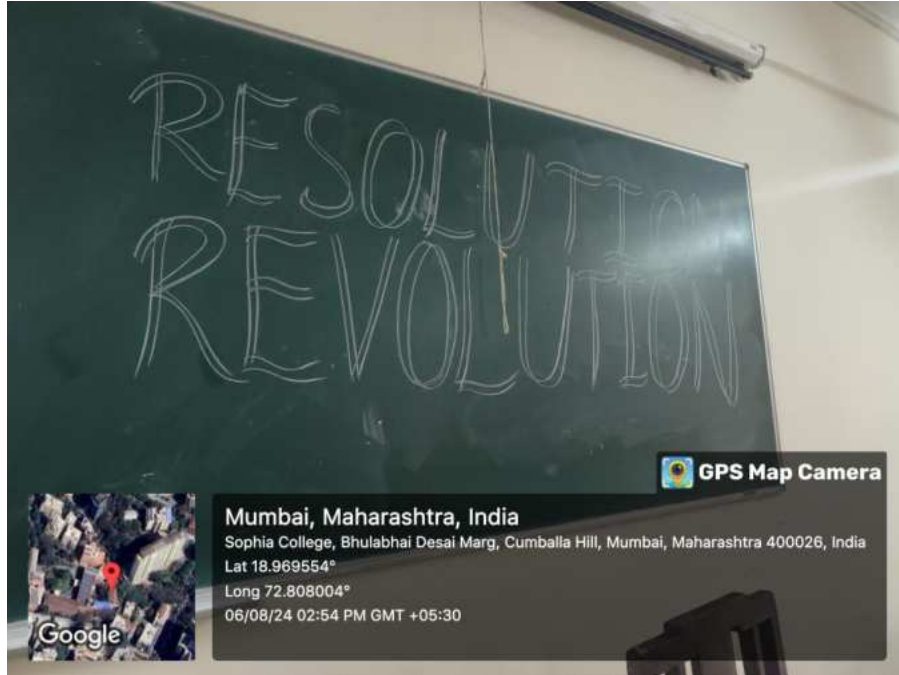 RESOLUTION
REVOLUTION
GPS Map Camera
Mumbai, Maharashtra, India
Sophia College, Bhulabhai Desai Marg, Cumballa Hill, Mumbai, Maharashtra 400026, India
Lat 18.969554°
Long 72.808004°
06/08/24 02:54 PM GMT +05:30
Google